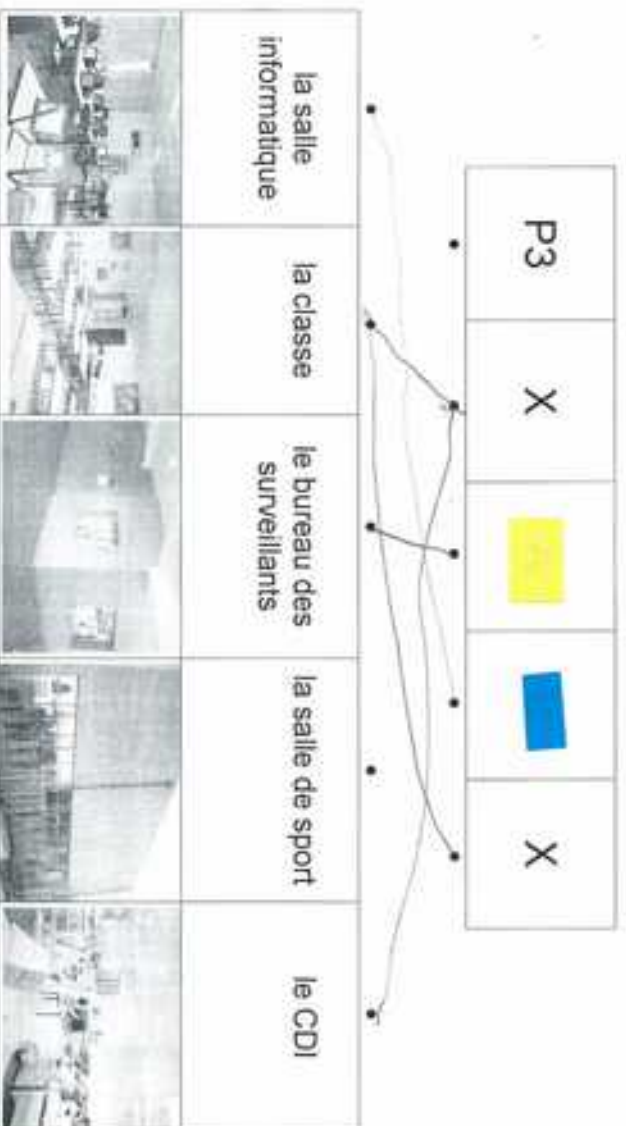 P3
X
X
la salle
informatique
la classe
le bureau des
surveillants
la salle de sport
le CDI